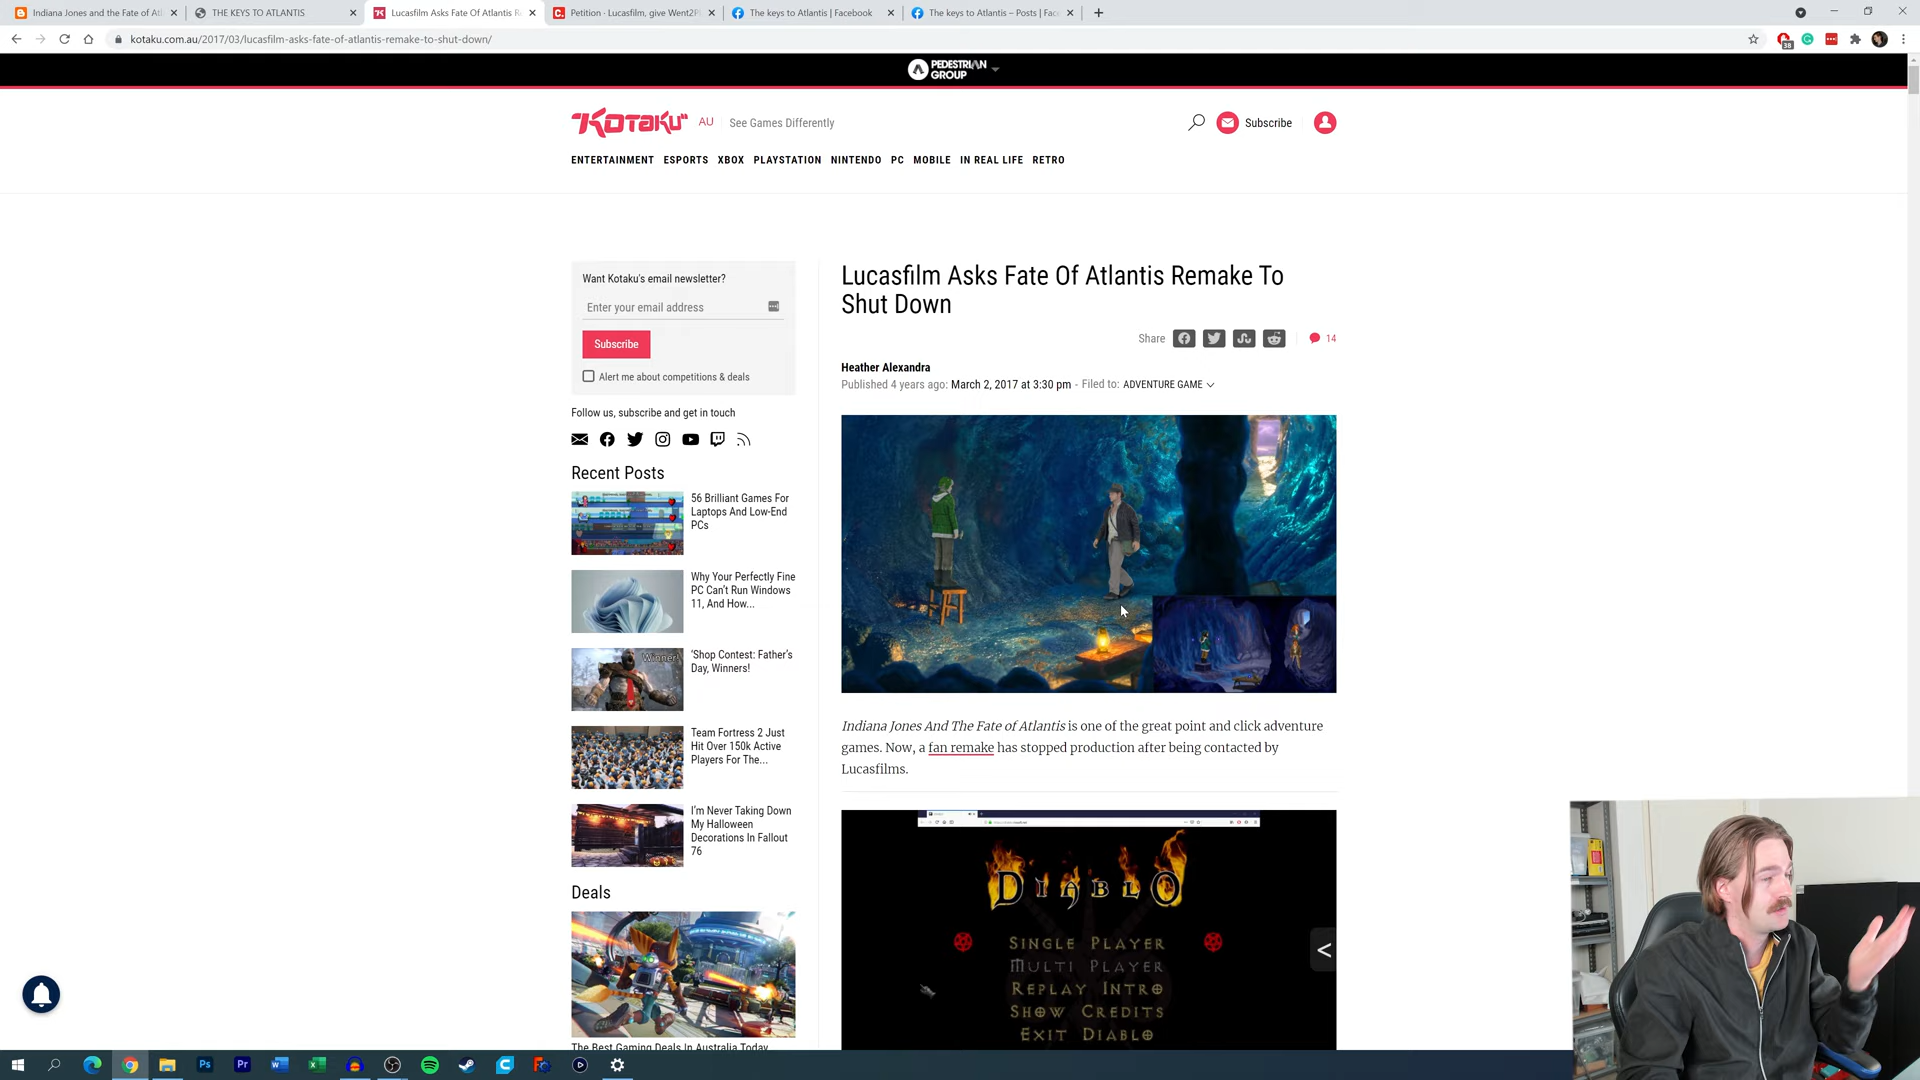 Indiana Jones and the Fate of Atl
THE KEYS TO ATLANTIS
Lucasfilm Asks Fate Of Atlantis R
Petition · Lucasfilm, give Went2Pl
The keys to Atlantis | Facebook
The keys to Atlantis – Posts | Fac
kotaku.com.au/2017/03/lucasfilm-asks-fate-of-atlantis-remake-to-shut-down/
38
PEDESTRIAN
GROUP
KOTAKU
AU
See Games Differently
Subscribe
ENTERTAINMENT ESPORTS XBOX PLAYSTATION NINTENDO PC MOBILE IN REAL LIFE RETRO
Want Kotaku's email newsletter?
Enter your email address
Subscribe
Alert me about competitions & deals
Follow us, subscribe and get in touch
Recent Posts
56 Brilliant Games For
Laptops And Low-End
PCs
Why Your Perfectly Fine
PC Can't Run Windows
11, And How...
Winner!
'Shop Contest: Father's
Day, Winners!
Team Fortress 2 Just
Hit Over 150k Active
Players For The...
I'm Never Taking Down
My Halloween
Decorations In Fallout
76
Deals
The Best Gaming Deals In Australia Today
Lucasfilm Asks Fate Of Atlantis Remake To
Shut Down
Share
14
Heather Alexandra
Published 4 years ago: March 2, 2017 at 3:30 pm - Filed to: ADVENTURE GAME
Indiana Jones And The Fate of Atlantis is one of the great point and click adventure
games. Now, a fan remake has stopped production after being contacted by
Lucasfilms.
DIABLO
SINGLE PLAYER
MULTI PLAYER
REPLAY INTRO
SHOW CREDITS
EXIT DIABLO
<
Ps
Pr